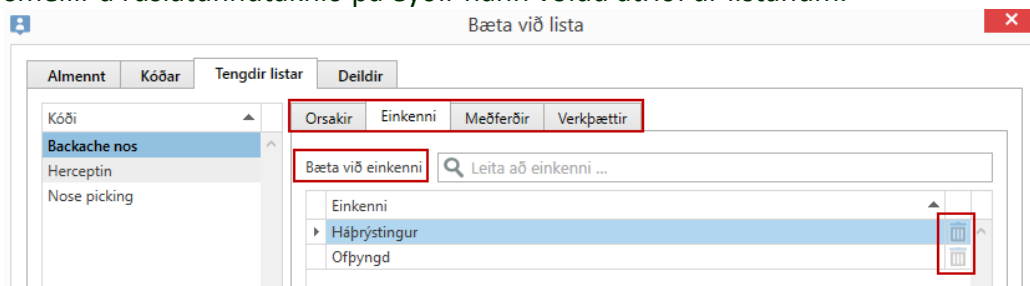 Bæta við lista
Almennt Kóðar Tengdir listar Deildir
Kóði
Backache nos
Herceptin
Nose picking
Orsakir Einkenni Meðferðir Verkþættir
Bæta við einkenni Leita að einkenni ...
Einkenni
Háþrýstingur
Ofþyngd